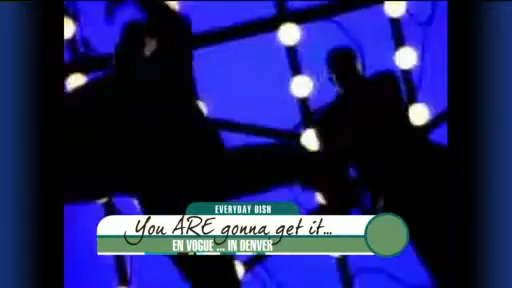 EVERYDAY DISH
You ARE gonna get it...
EN VOGUE ... IN DENVER